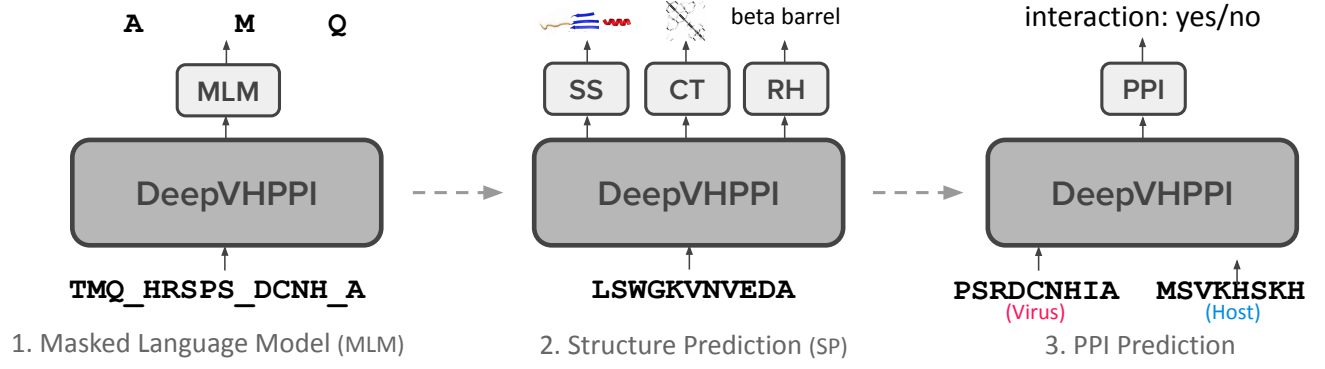 A M Q
MLM
DeepVHPPI
TMQ_HRSPS_DCNH_A
1. Masked Language Model (MLM)
beta barrel
SS CT RH
DeepVHPPI
LSWGKVNVEDA
2. Structure Prediction (SP)
interaction: yes/no
PPI
DeepVHPPI
PSRDCNHIA MSVKHSKH
(Virus) (Host)
3. PPI Prediction